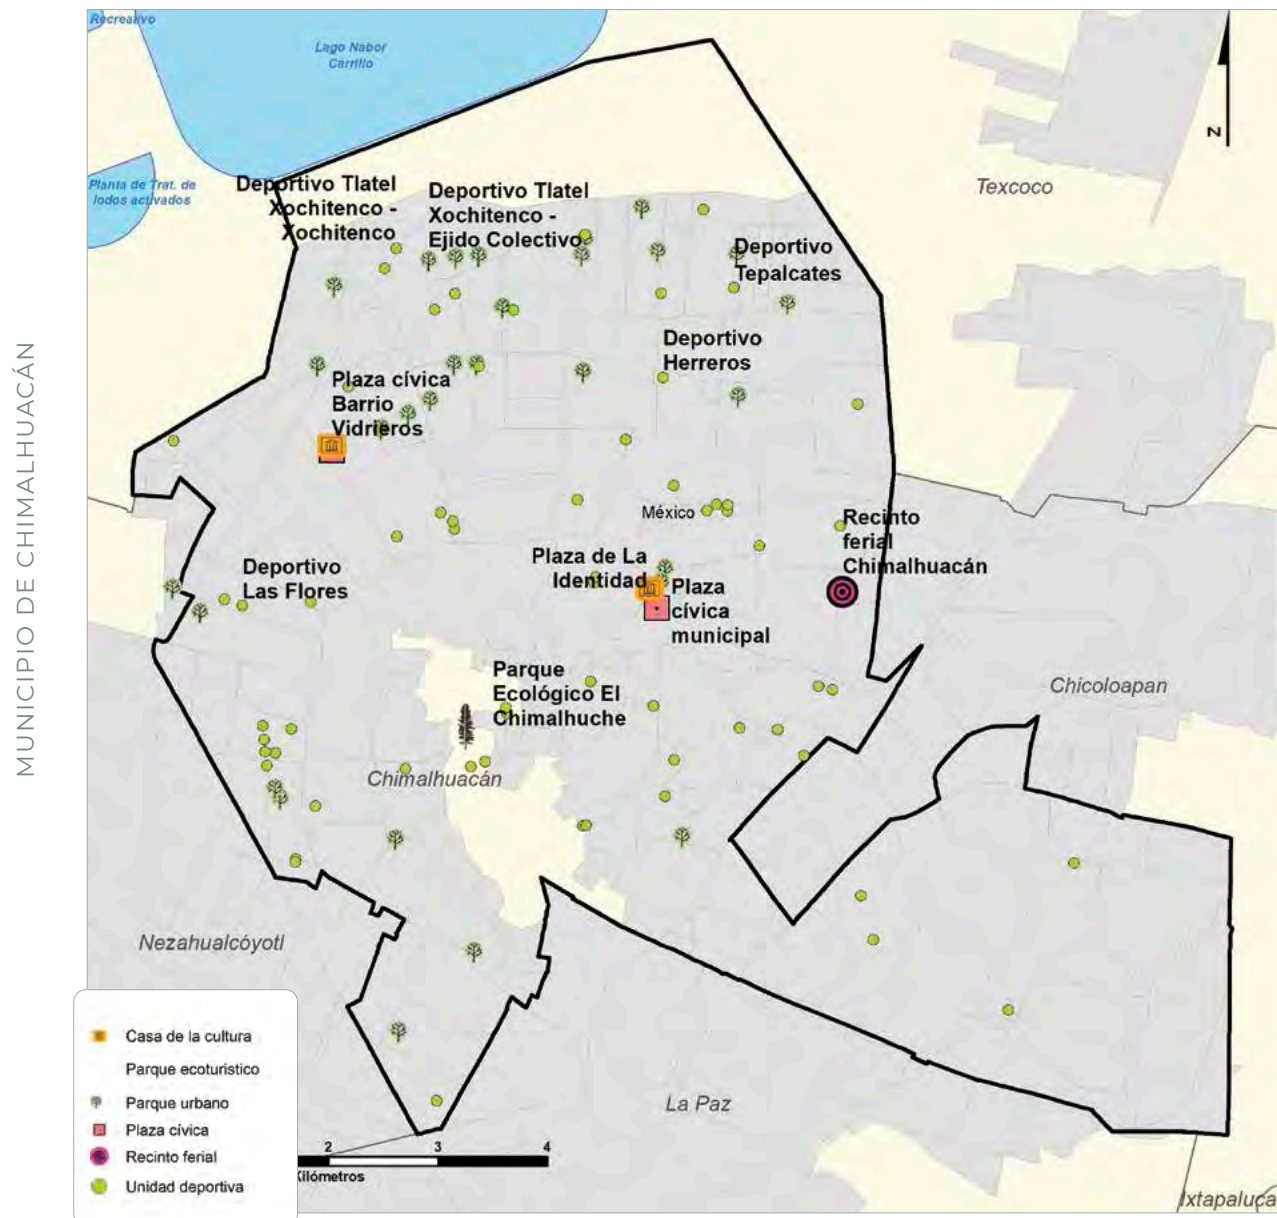 MUNICIPIO DE CHIMALHUACÁN
Recreativo
Lago Nabor
Carrillo
N
Planta de Trat. de
lodos activados
Texcoco
Deportivo Tlatel
Xochitenco -
Xochitenco
Deportivo Tlatel
Xochitenco -
Ejido Colectivo
Deportivo
Tepalcates
Deportivo
Herreros
Plaza cívica
Barrio
Vidrieros
México
Recinto
ferial
Chimalhuacán
Plaza de La
Identidad
Plaza
cívica
municipal
Deportivo
Las Flores
Parque
Ecológico El
Chimalhuche
Chicoloapan
Chimalhuacán
Nezahualcóyotl
La Paz
Ixtapaluca
Casa de la cultura
Parque ecoturistico
Parque urbano
Plaza cívica
Recinto ferial
Unidad deportiva
2 3 4
Kilómetros